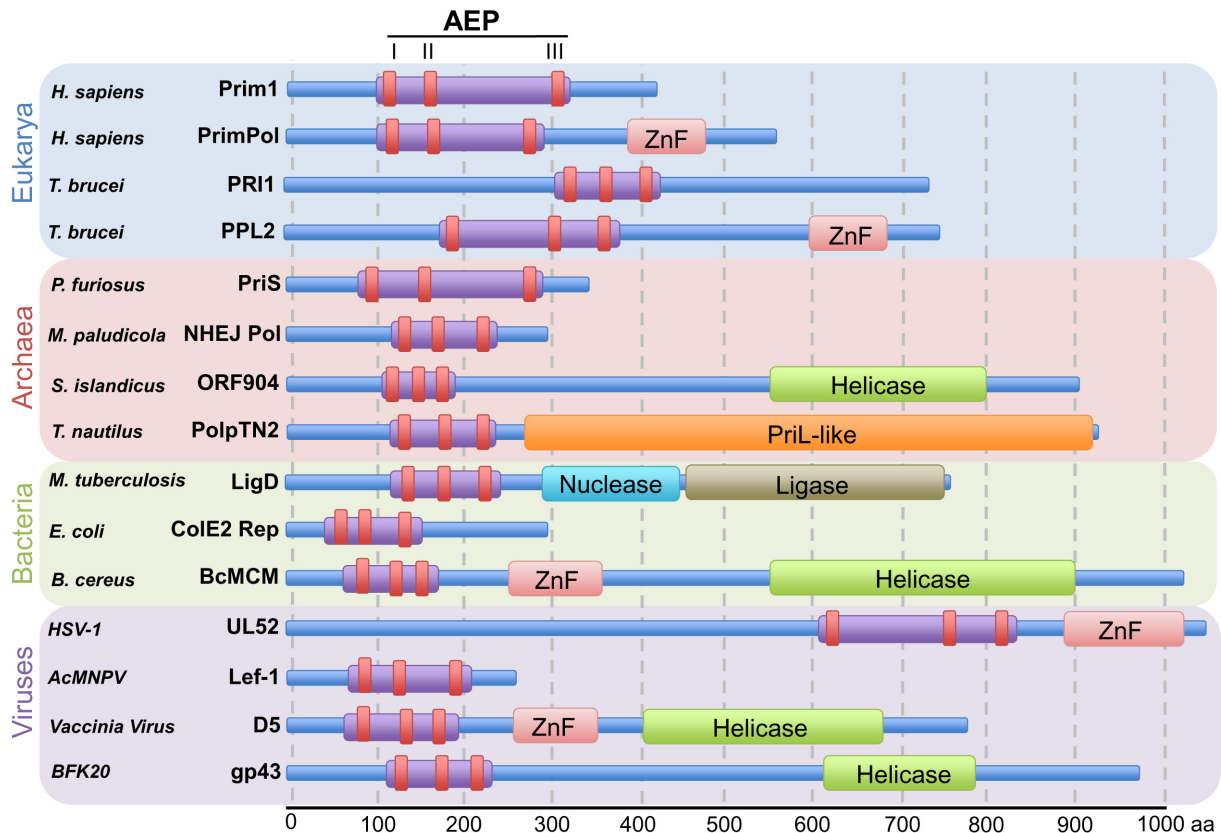 AEP
I II III
Eukarya
H. sapiens Prim1
H. sapiens PrimPol ZnF
T. brucei PRI1
T. brucei PPL2 ZnF
Archaea
P. furiosus PriS
M. paludicola NHEJ Pol
S. islandicus ORF904 Helicase
T. nautilus PolpTN2 PriL-like
Bacteria
M. tuberculosis LigD Nuclease Ligase
E. coli ColE2 Rep
B. cereus BcMCM ZnF Helicase
Viruses
HSV-1 UL52 ZnF
AcMNPV Lef-1
Vaccinia Virus D5 ZnF Helicase
BFK20 gp43 Helicase
0 100 200 300 400 500 600 700 800 900 1000 aa